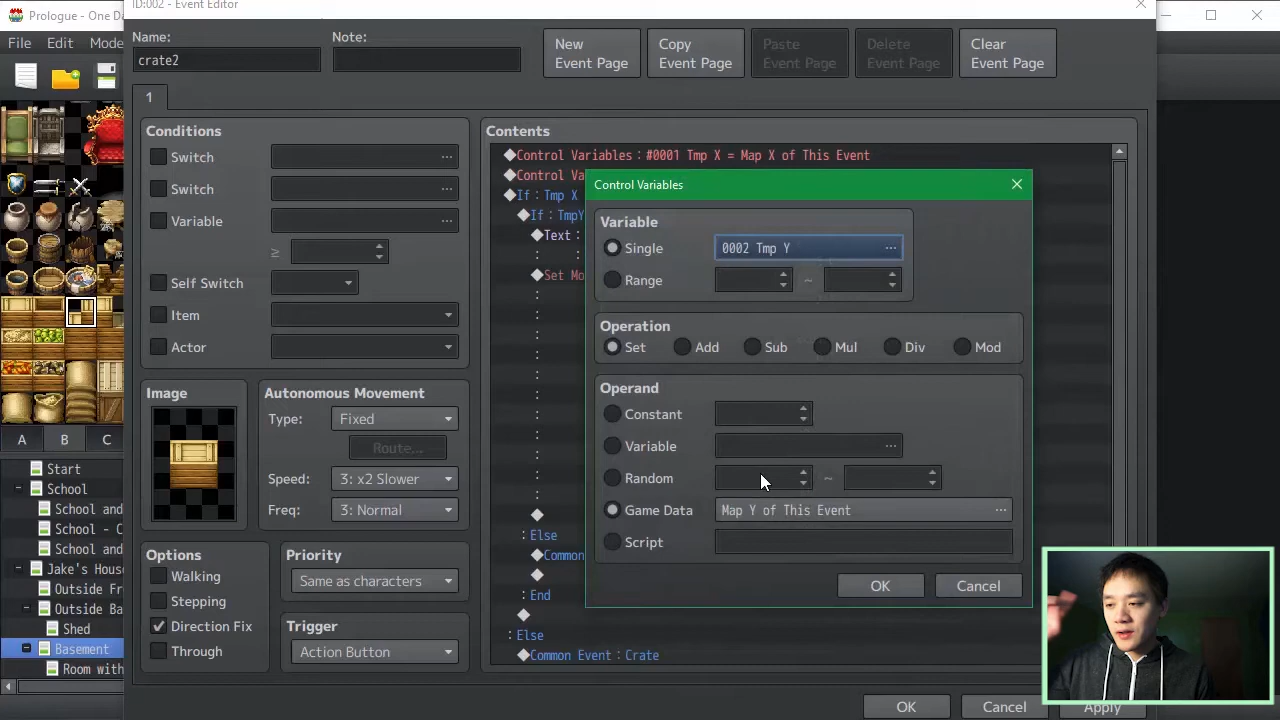 Prologue - One Da
ID:002 - Event Editor
File Edit Mode
Name:
Note:
crate2
New
Event Page
Copy
Event Page
Paste
Event Page
Delete
Event Page
Clear
Event Page
1
Conditions
Switch
Switch
Variable
≥
Self Switch
Item
Actor
Image
Autonomous Movement
Type: Fixed
Route...
Speed: 3: x2 Slower
Freq: 3: Normal
Options
Walking
Stepping
Direction Fix
Through
Priority
Same as characters
Trigger
Action Button
Contents
◆Control Variables : #0001 Tmp X = Map X of This Event
◆Control Va
◆If : Tmp X
◆If : TmpY
◆Text :
:
◆Set Mo
:
:
:
:
:
:
:
:
:
:
:
◆
: Else
◆Common
◆
: End
◆
: Else
◆Common Event : Crate
Control Variables
Variable
Single 0002 Tmp Y ...
Range ~
Operation
Set Add Sub Mul Div Mod
Operand
Constant
Variable ...
Random ~
Game Data Map Y of This Event ...
Script
OK Cancel
A B C
Start
School
School and
School - C
School and
Jake's House
Outside Fr
Outside Ba
Shed
Basement
Room with
OK Cancel Apply